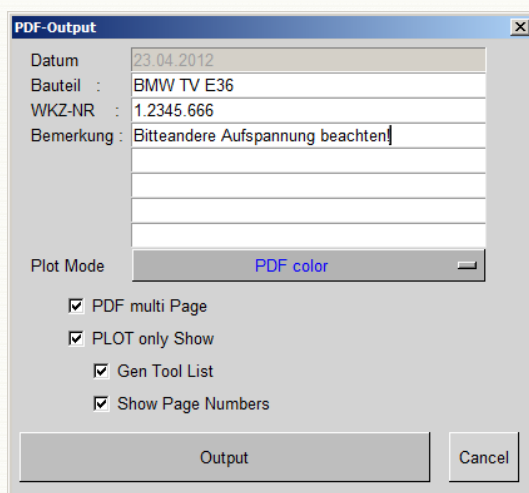 PDF-Output
Datum 23.04.2012
Bauteil : BMW TV E36
WKZ-NR : 1.2345.666
Bemerkung : Bitteandere Aufspannung beachten!
Plot Mode PDF color
PDF multi Page
PLOT only Show
Gen Tool List
Show Page Numbers
Output Cancel